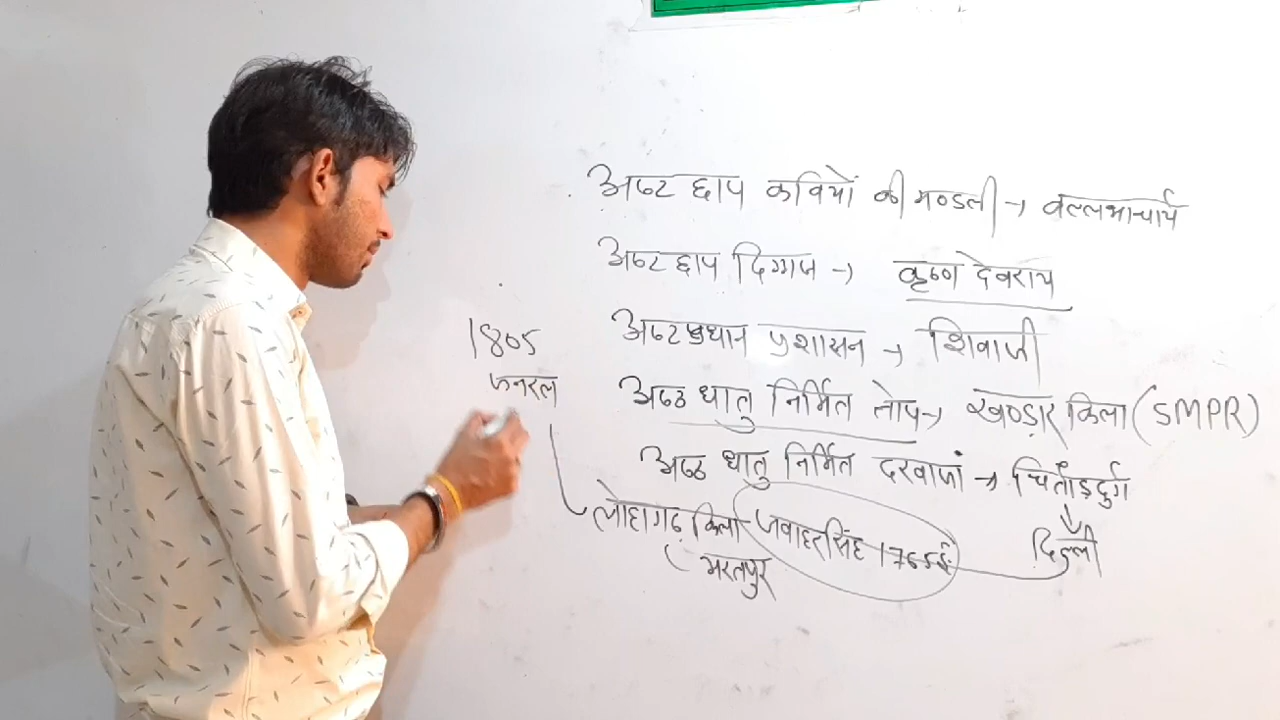 अष्ट छाप कवियों की मण्डली → वल्लभाचार्य
अष्ट छाप दिग्गज → कृष्ण देवराय
अष्टप्रधान प्रशासन → शिवाजी
अष्ठ धातु निर्मित तोप → खण्डार किला (SMPR)
अष्ठ धातु निर्मित दरवाजां → चितौड़दुर्ग
दिल्ली
लोहागढ़ किला जवाहरसिंह 1765ई.
(भरतपुर
1805
जनरल